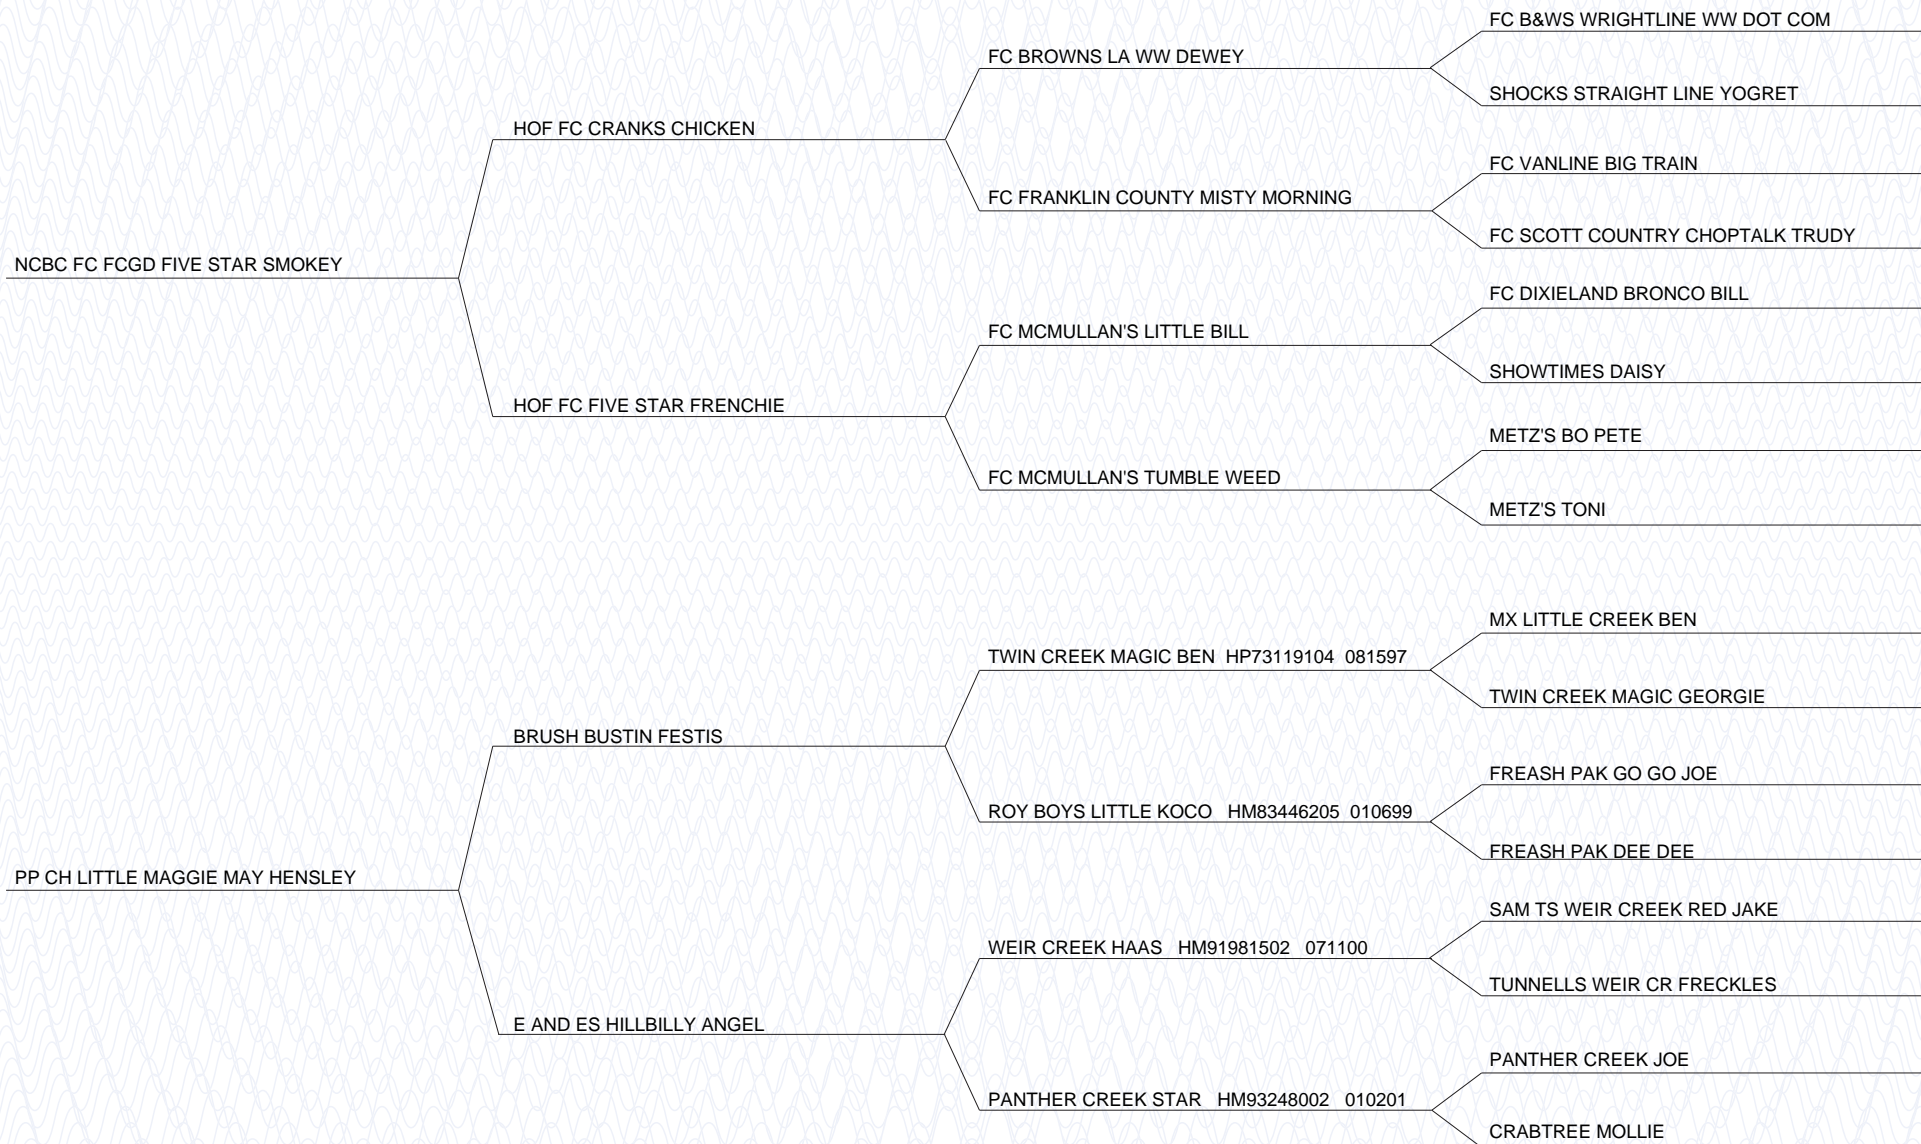 NCBC FC FCGD FIVE STAR SMOKEY
HOF FC CRANKS CHICKEN
FC BROWNS LA WW DEWEY
FC B&WS WRIGHTLINE WW DOT COM
SHOCKS STRAIGHT LINE YOGRET
FC FRANKLIN COUNTY MISTY MORNING
FC VANLINE BIG TRAIN
FC SCOTT COUNTRY CHOPTALK TRUDY
HOF FC FIVE STAR FRENCHIE
FC MCMULLAN'S LITTLE BILL
FC DIXIELAND BRONCO BILL
SHOWTIMES DAISY
FC MCMULLAN'S TUMBLE WEED
METZ'S BO PETE
METZ'S TONI
PP CH LITTLE MAGGIE MAY HENSLEY
BRUSH BUSTIN FESTIS
TWIN CREEK MAGIC BEN HP73119104 081597
MX LITTLE CREEK BEN
TWIN CREEK MAGIC GEORGIE
ROY BOYS LITTLE KOCO HM83446205 010699
FREASH PAK GO GO JOE
FREASH PAK DEE DEE
E AND ES HILLBILLY ANGEL
WEIR CREEK HAAS HM91981502 071100
SAM TS WEIR CREEK RED JAKE
TUNNELLS WEIR CR FRECKLES
PANTHER CREEK STAR HM93248002 010201
PANTHER CREEK JOE
CRABTREE MOLLIE